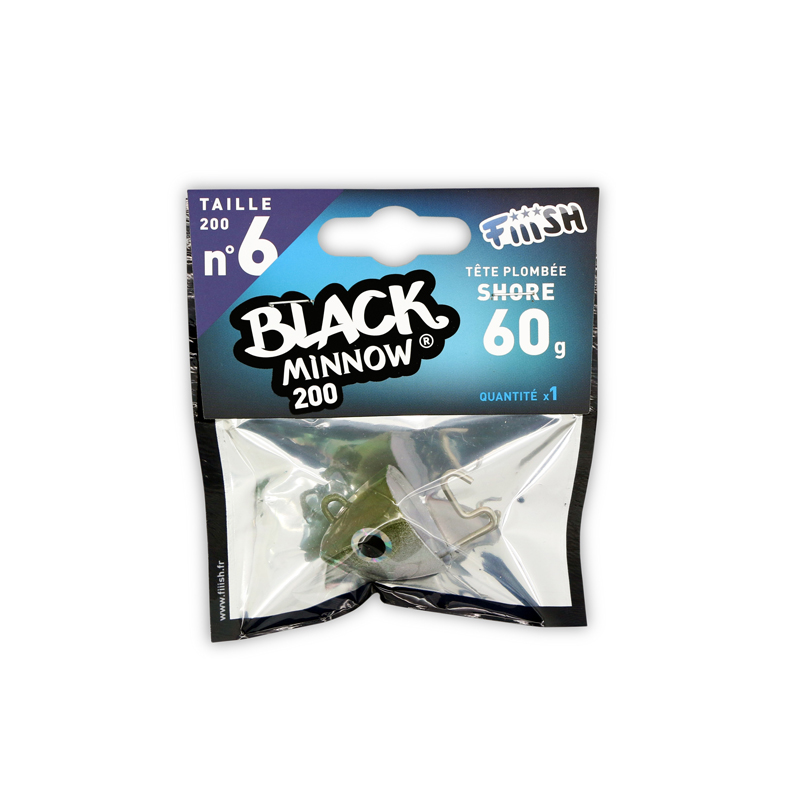 TAILLE
200
n°6
FiiiSH
TÊTE PLOMBÉE
SHORE
60g
BLACK
MiNNOW®
200
QUANTITÉ x1
www.fiiish.fr